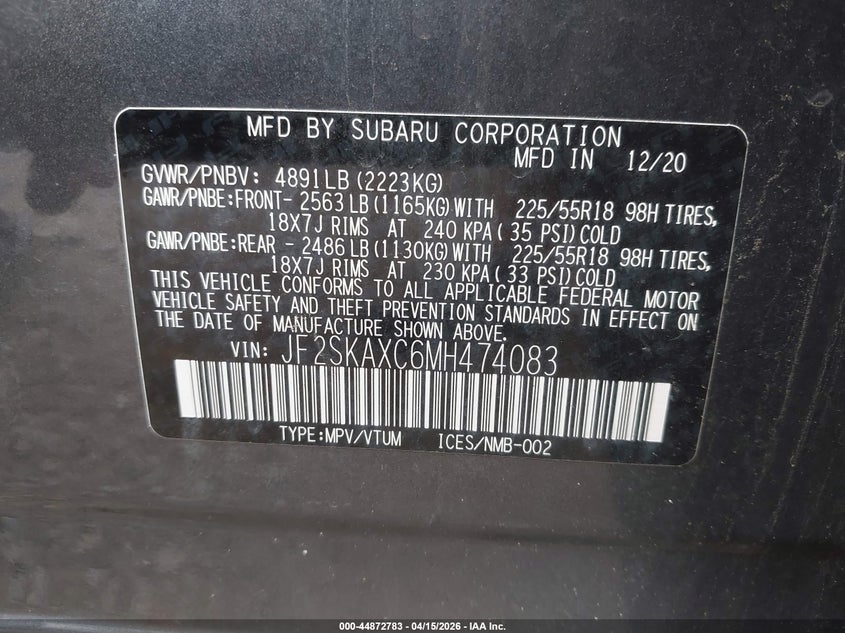 MFD BY SUBARU CORPORATION
MFD IN 12/20
GVWR/PNBV: 4891LB (2223KG)
GAWR/PNBE:FRONT- 2563LB (1165KG) WITH 225/55R18 98H TIRES,
18X7J RIMS AT 240 KPA (35 PSI) COLD
GAWR/PNBE:REAR - 2486LB (1130KG) WITH 225/55R18 98H TIRES,
18X7J RIMS AT 230 KPA (33 PSI) COLD
THIS VEHICLE CONFORMS TO ALL APPLICABLE FEDERAL MOTOR
VEHICLE SAFETY AND THEFT PREVENTION STANDARDS IN EFFECT ON
THE DATE OF MANUFACTURE SHOWN ABOVE.
VIN: JF2SKAXC6MH474083
TYPE:MPV/VTUM ICES/NMB-002
000-44872783 - 04/15/2026 - IAA Inc.